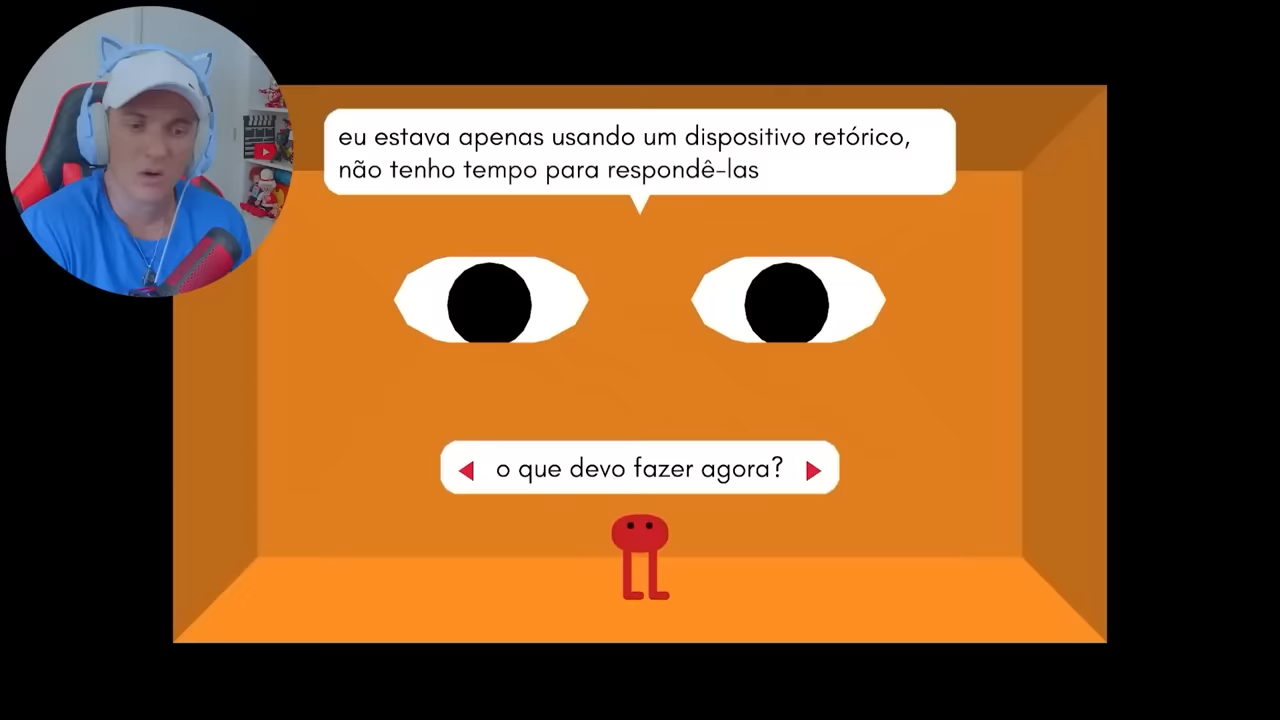 eu estava apenas usando um dispositivo retórico,
não tenho tempo para respondê-las
o que devo fazer agora?